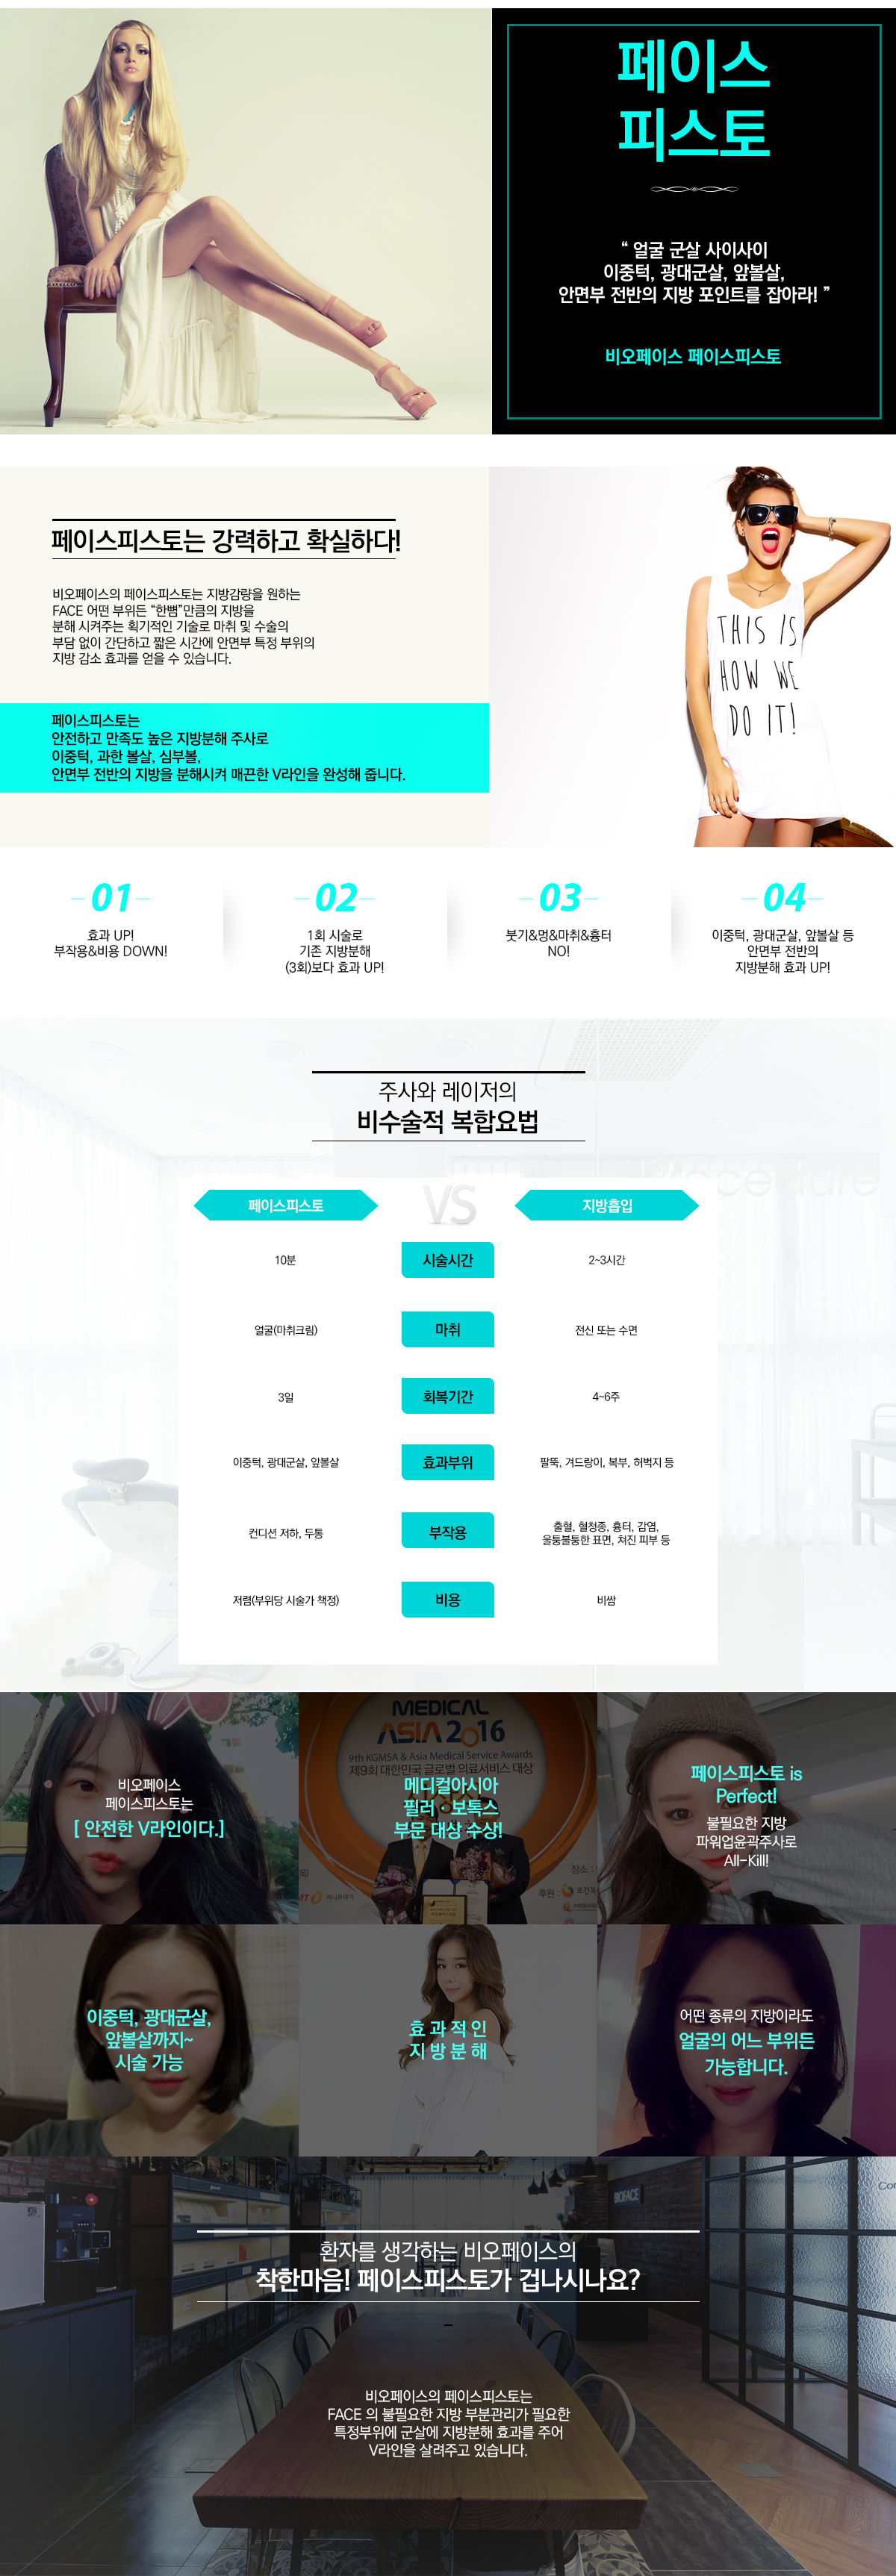 페이스
피스토
“ 얼굴 군살 사이사이
이중턱, 광대군살, 앞볼살,
안면부 전반의 지방 포인트를 잡아라! ”
비오페이스 페이스피스토
페이스피스토는 강력하고 확실하다!
비오페이스의 페이스피스토는 지방감량을 원하는
FACE 어떤 부위든 “한뼘”만큼의 지방을
분해 시켜주는 획기적인 기술로 마취 및 수술의
부담 없이 간단하고 짧은 시간에 안면부 특정 부위의
지방 감소 효과를 얻을 수 있습니다.
THIS IS
HOW WE
DO IT!
페이스피스토는
안전하고 만족도 높은 지방분해 주사로
이중턱, 과한 볼살, 심부볼,
안면부 전반의 지방을 분해시켜 매끈한 V라인을 완성해 줍니다.
01
효과 UP!
부작용&비용 DOWN!
02
1회 시술로
기존 지방분해
(3회)보다 효과 UP!
03
붓기&멍&마취&흉터
NO!
04
이중턱, 광대군살, 앞볼살 등
안면부 전반의
지방분해 효과 UP!
주사와 레이저의
비수술적 복합요법
페이스피스토 VS 지방흡입
10분 시술시간 2~3시간
얼굴(마취크림) 마취 전신 또는 수면
3일 회복기간 4~6주
이중턱, 광대군살, 앞볼살 효과부위 팔뚝, 겨드랑이, 복부, 허벅지 등
컨디션 저하, 두통 부작용 출혈, 혈청종, 흉터, 감염,
울퉁불퉁한 표면, 쳐진 피부 등
저렴(부위당 시술가 책정) 비용 비쌈
비오페이스
페이스피스토는
[ 안전한 V라인이다.]
MEDICAL
ASIA 2016
9th KGMSA & Asia Medical Service Awards
제9회 대한민국 글로벌 의료서비스 대상
메디컬아시아
필러ㆍ보톡스
부문 대상 수상!
장소 :
MT 머니투데이
후원 :
페이스피스토 is
Perfect!
불필요한 지방
파워업윤곽주사로
All-Kill!
이중턱, 광대군살,
앞볼살까지~
시술 가능
효과적인
지방분해
어떤 종류의 지방이라도
얼굴의 어느 부위든
가능합니다.
BOFACE
환자를 생각하는 비오페이스의
착한마음! 페이스피스토가 겁나시나요?
비오페이스의 페이스피스토는
FACE 의 불필요한 지방 부분관리가 필요한
특정부위에 군살에 지방분해 효과를 주어
V라인을 살려주고 있습니다.